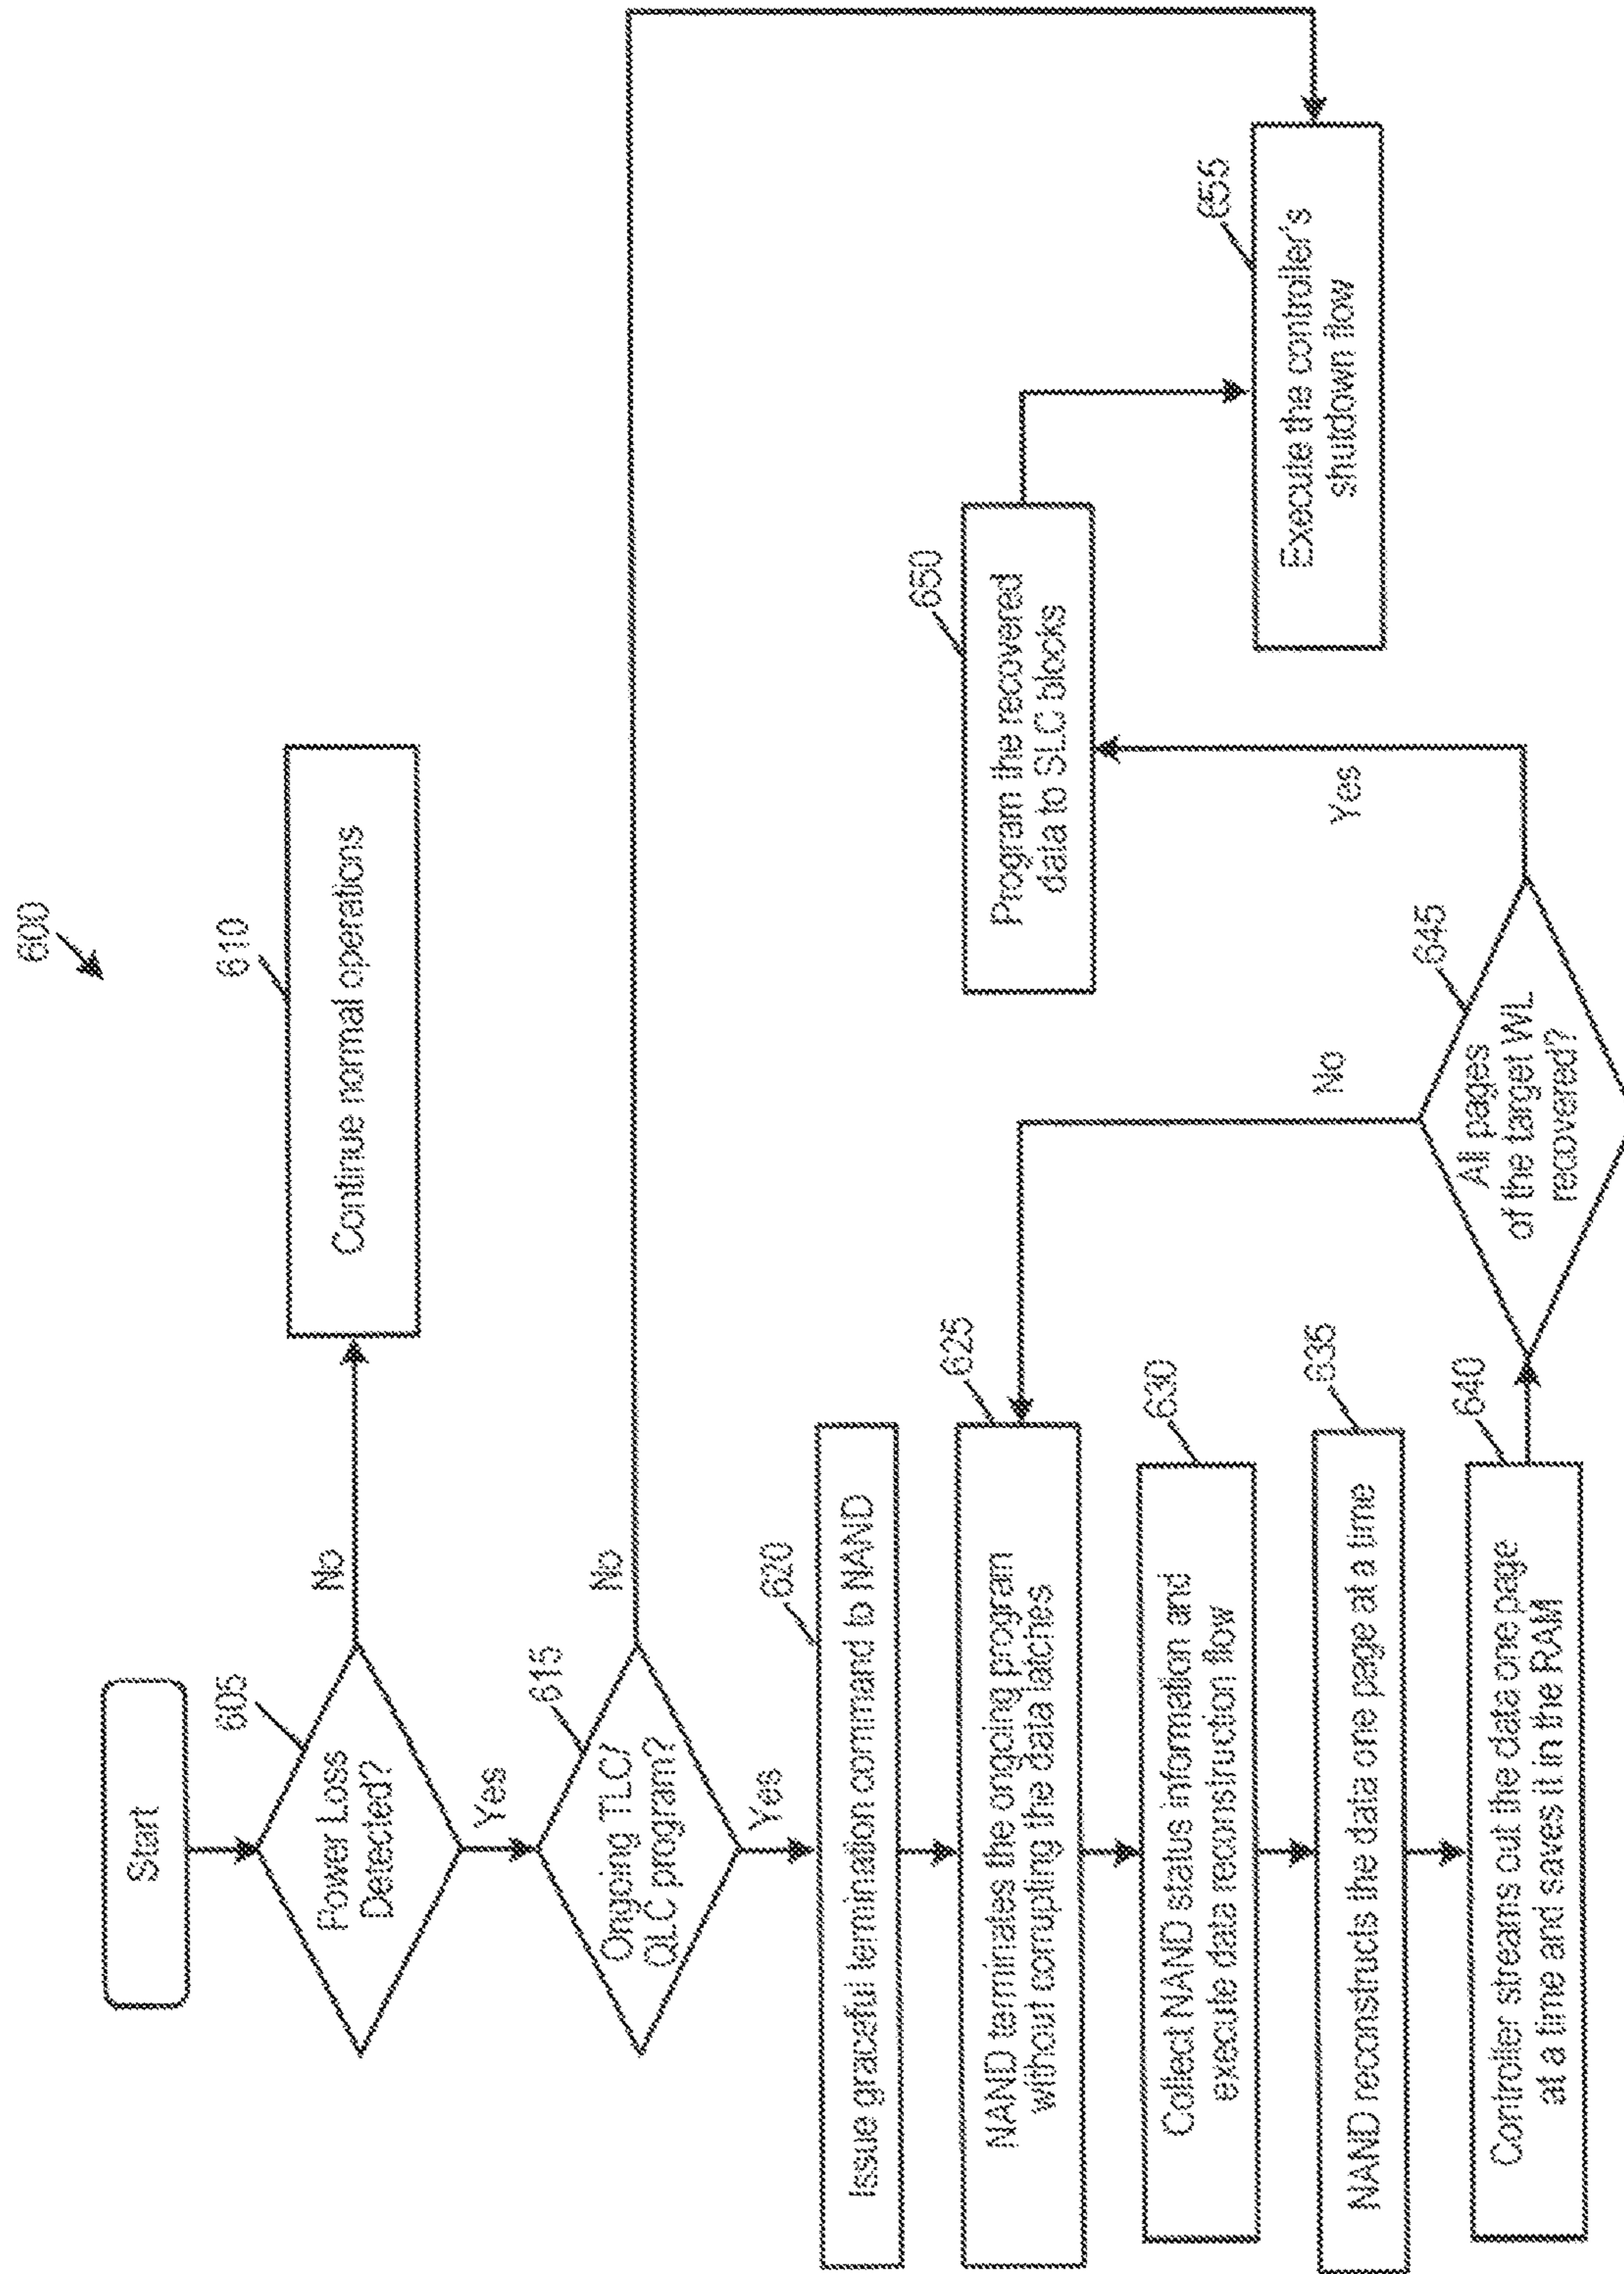 600
Start
605
Power Loss
Detected?
No
610
Continue normal operations
Yes
615
Ongoing TLC/
QLC program?
No
Yes
620
Issue graceful termination command to NAND
625
NAND terminates the ongoing program
without corrupting the data latches
630
Collect NAND status information and
execute data reconstruction flow
635
NAND reconstructs the data one page at a time
640
Controller streams out the data one page
at a time and saves it in the RAM
645
All pages
of the target WL
recovered?
No
Yes
650
Program the recovered
data to SLC blocks
655
Execute the controller's
shutdown flow